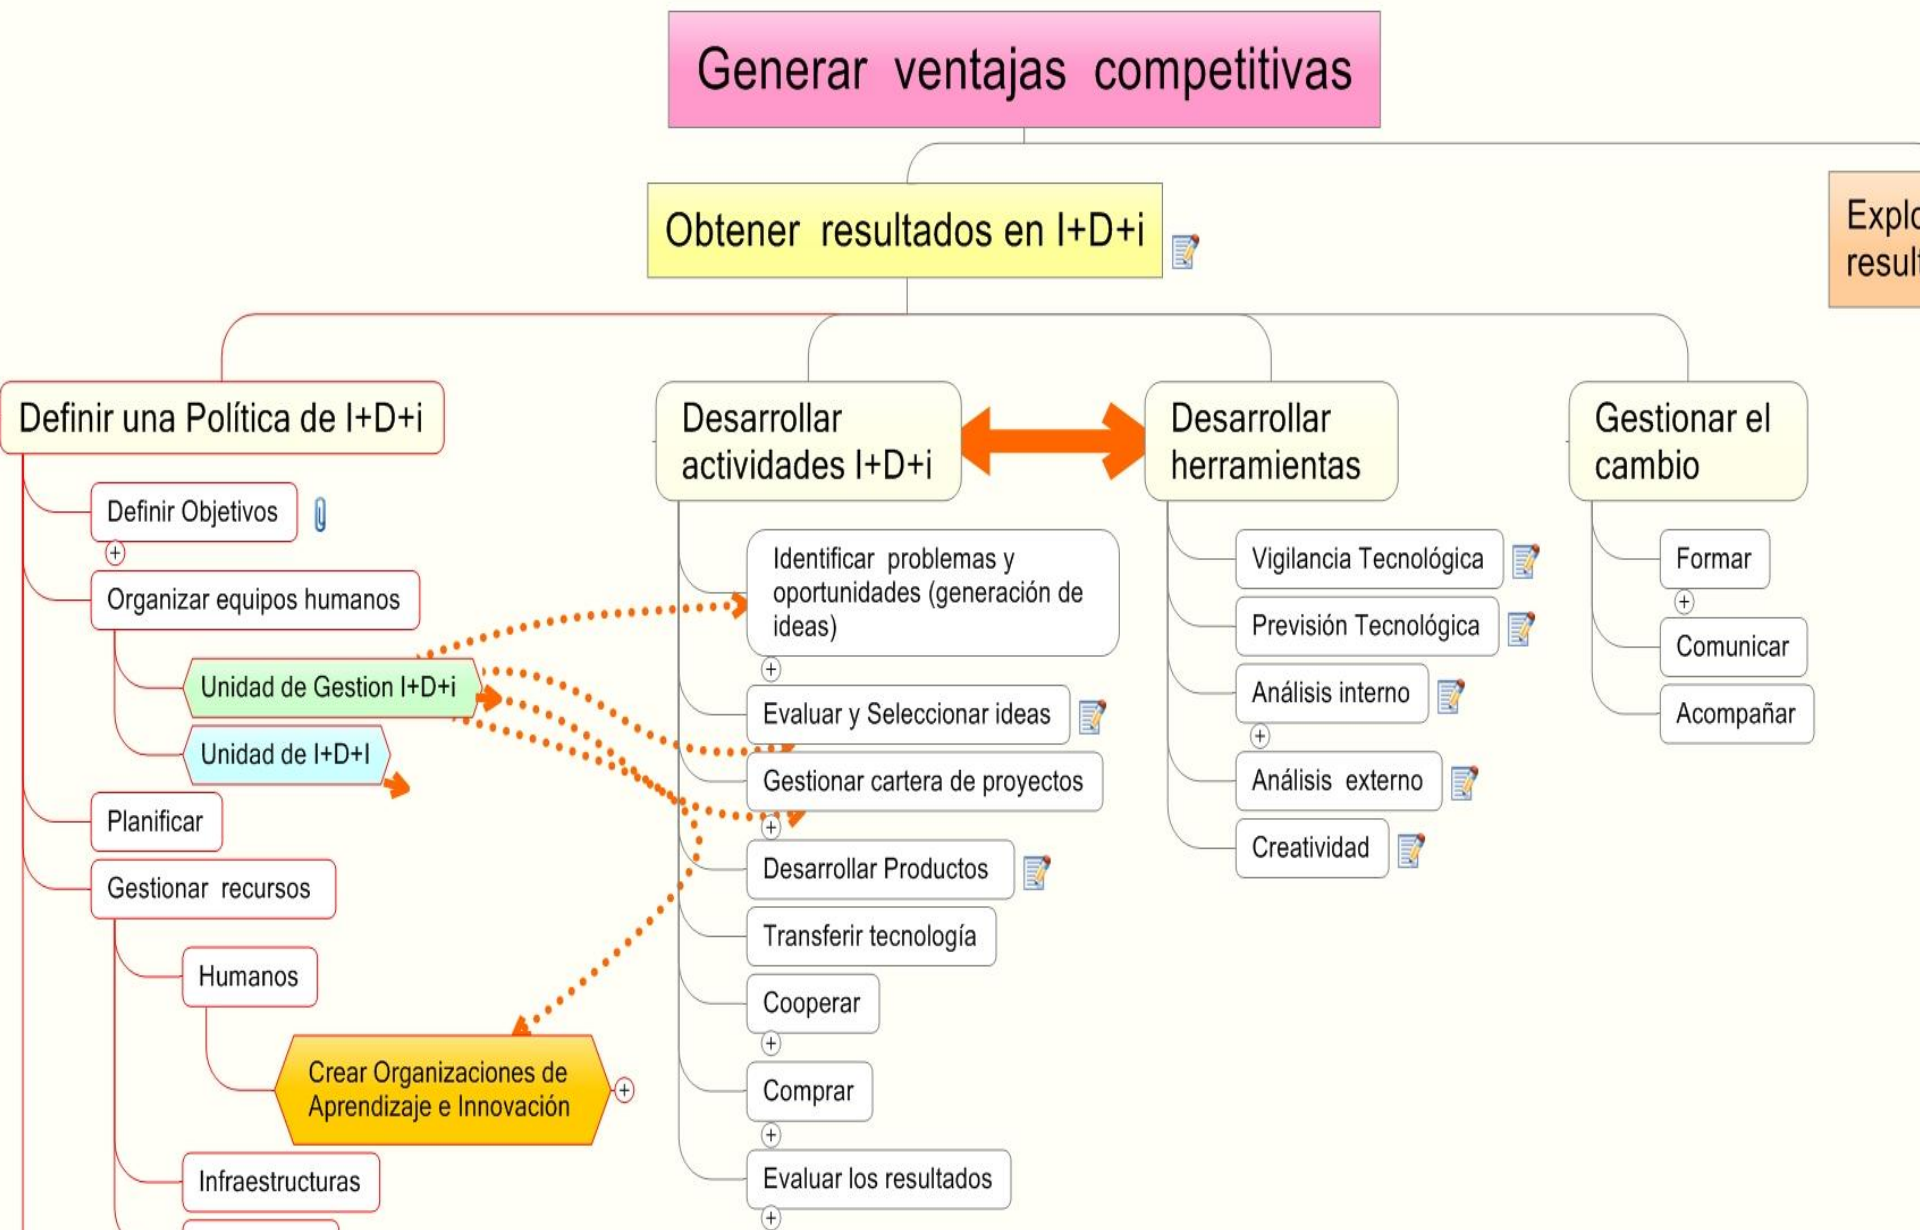 Generar ventajas competitivas
Obtener resultados en I+D+i
Definir una Política de I+D+i
Definir Objetivos
Organizar equipos humanos
Unidad de Gestion I+D+i
Unidad de I+D+I
Planificar
Gestionar recursos
Humanos
Crear Organizaciones de
Aprendizaje e Innovación
Infraestructuras
Desarrollar
actividades I+D+i
Identificar problemas y
oportunidades (generación de
ideas)
Evaluar y Seleccionar ideas
Gestionar cartera de proyectos
Desarrollar Productos
Transferir tecnología
Cooperar
Comprar
Evaluar los resultados
Desarrollar
herramientas
Vigilancia Tecnológica
Previsión Tecnológica
Análisis interno
Análisis externo
Creatividad
Gestionar el
cambio
Formar
Comunicar
Acompañar